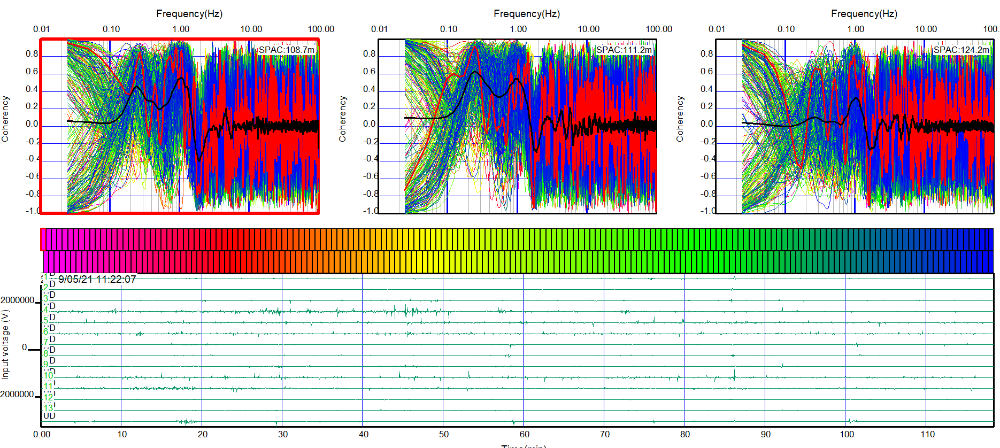 Frequency(Hz) Frequency(Hz) Frequency(Hz)
0.01 0.10 1.00 10.00 100.00 0.01 0.10 1.00 10.00 100.00 0.01 0.10 1.00 10.00 100.
SPAC:108.7m SPAC:111.2m SPAC:124.2m
0.8 0.8 0.8
0.6 0.6 0.6
0.4 0.4 0.4
0.2 0.2 0.2
0.0 0.0 0.0
-0.2 -0.2 -0.2
-0.4 -0.4 -0.4
-0.6 -0.6 -0.6
-0.8 -0.8 -0.8
-1.0 -1.0 -1.0
Coherency Coherency Coherency
9/05/21 11:22:07
1
2
3
4
5
6
7
8
9
10
11
12
13
UD
2000000
0
2000000
Input voltage (V)
0.00 10 20 30 40 50 60 70 80 90 100 110
Time(min)